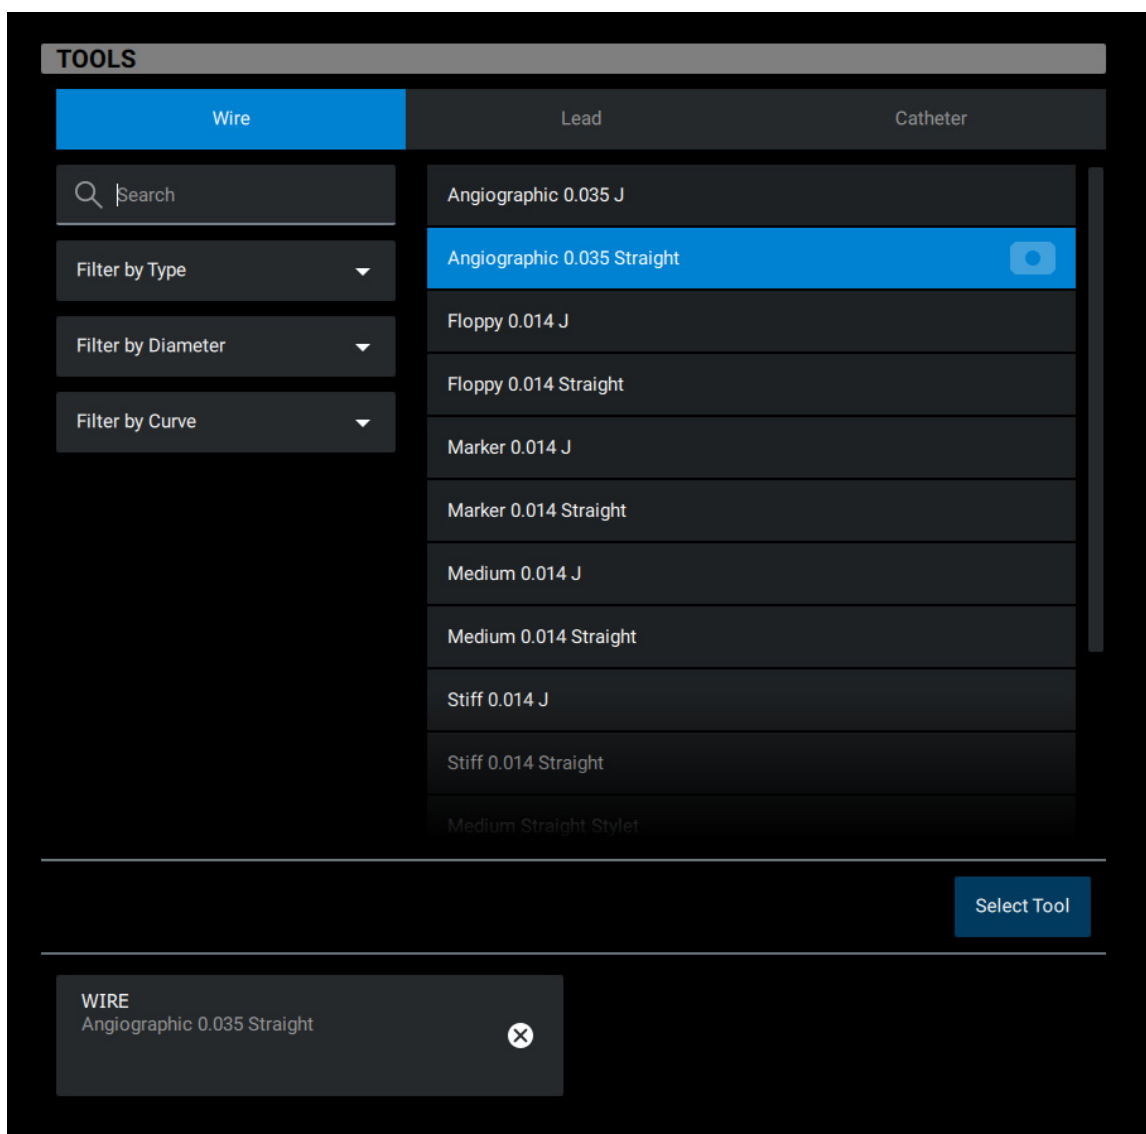 TOOLS
Wire
Lead
Catheter
Search
Filter by Type
Filter by Diameter
Filter by Curve
Angiographic 0.035 J
Angiographic 0.035 Straight
Floppy 0.014 J
Floppy 0.014 Straight
Marker 0.014 J
Marker 0.014 Straight
Medium 0.014 J
Medium 0.014 Straight
Stiff 0.014 J
Stiff 0.014 Straight
Medium Straight Stylet
Select Tool
WIRE
Angiographic 0.035 Straight